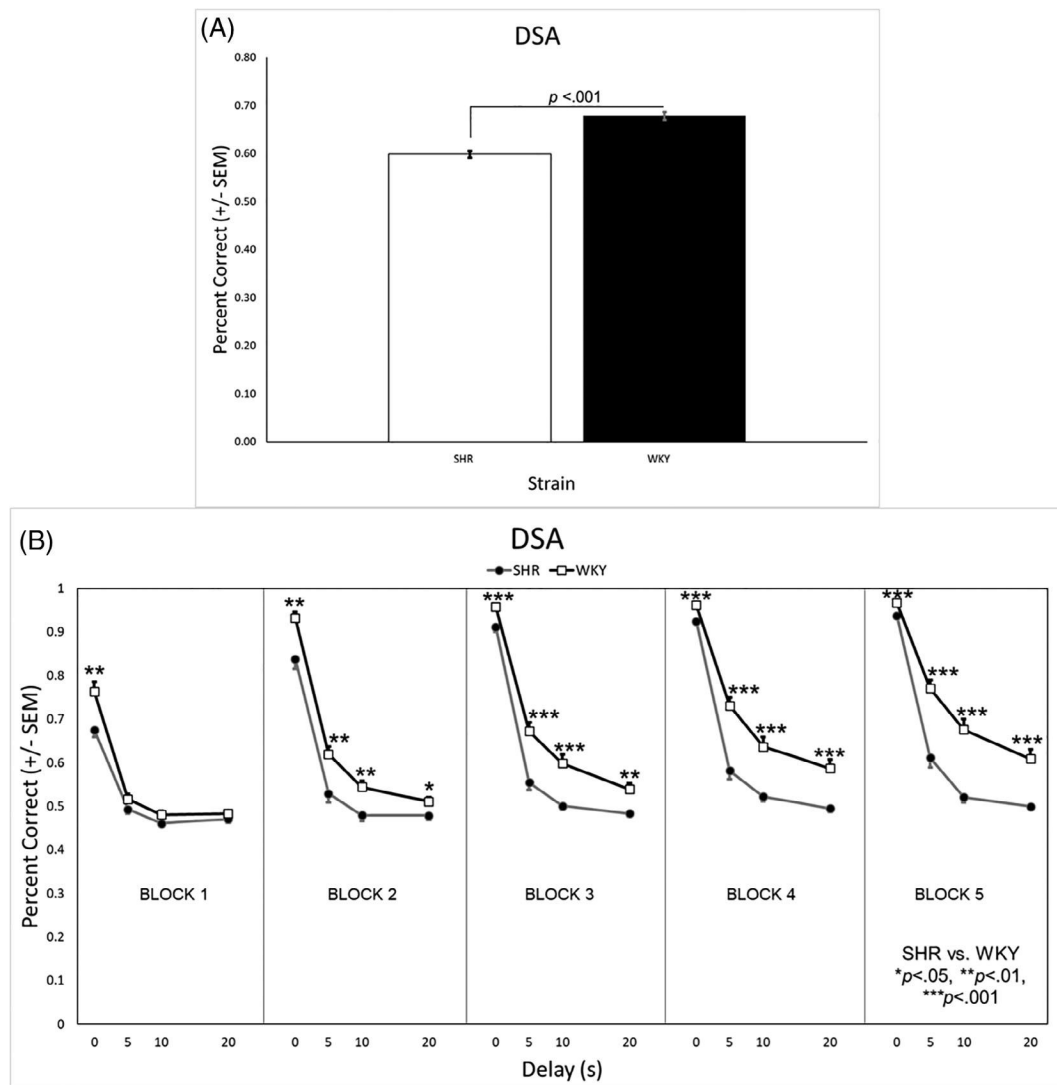 (A)
DSA
0.80
0.70
0.60
0.50
0.40
0.30
0.20
0.10
0.00
Percent Correct (+/- SEM)
p <.001
SHR WKY
Strain
(B)
DSA
SHR WKY
1
0.9
0.8
0.7
0.6
0.5
0.4
0.3
0.2
0.1
0
Percent Correct (+/- SEM)
**
** ** ** *
*** *** *** **
*** *** *** ***
*** *** *** ***
BLOCK 1 BLOCK 2 BLOCK 3 BLOCK 4 BLOCK 5
SHR vs. WKY
*p<.05, **p<.01,
***p<.001
0 5 10 20 0 5 10 20 0 5 10 20 0 5 10 20 0 5 10 20
Delay (s)